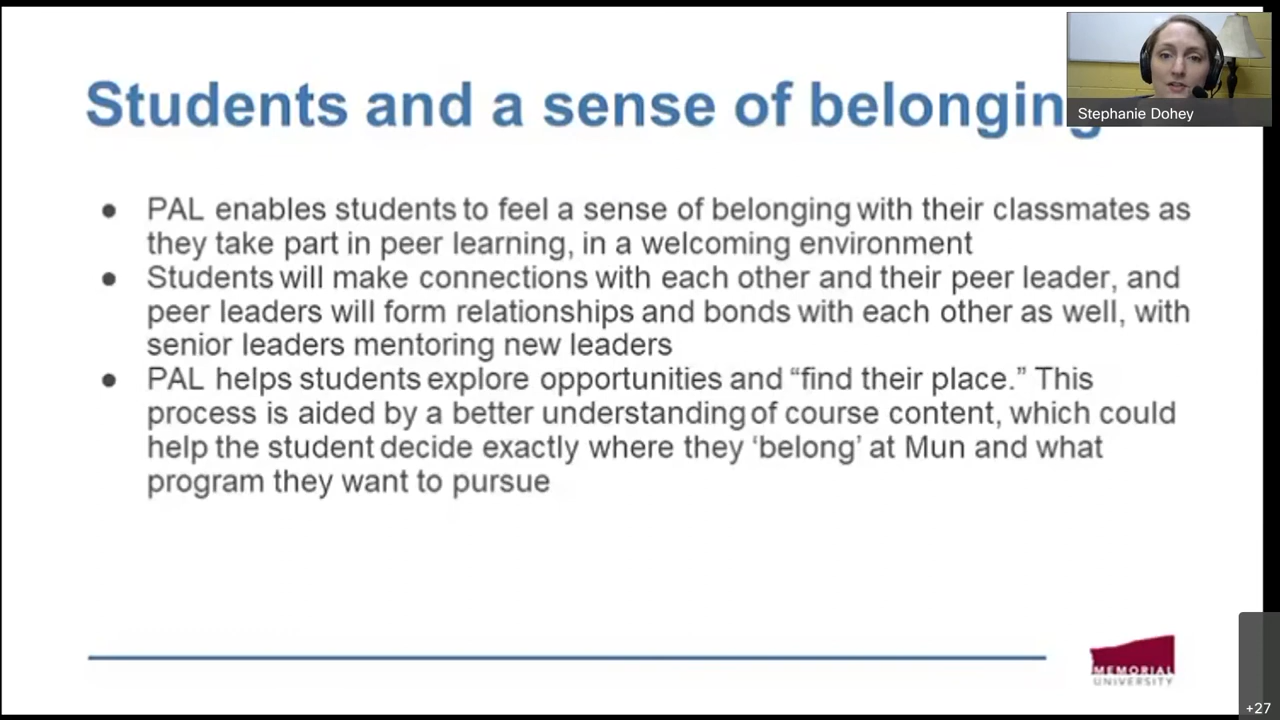 Students and a sense of belonging
Stephanie Dohey
● PAL enables students to feel a sense of belonging with their classmates as
they take part in peer learning, in a welcoming environment
● Students will make connections with each other and their peer leader, and
peer leaders will form relationships and bonds with each other as well, with
senior leaders mentoring new leaders
● PAL helps students explore opportunities and “find their place.” This
process is aided by a better understanding of course content, which could
help the student decide exactly where they ‘belong’ at Mun and what
program they want to pursue
MEMORIAL
UNIVERSITY
+27